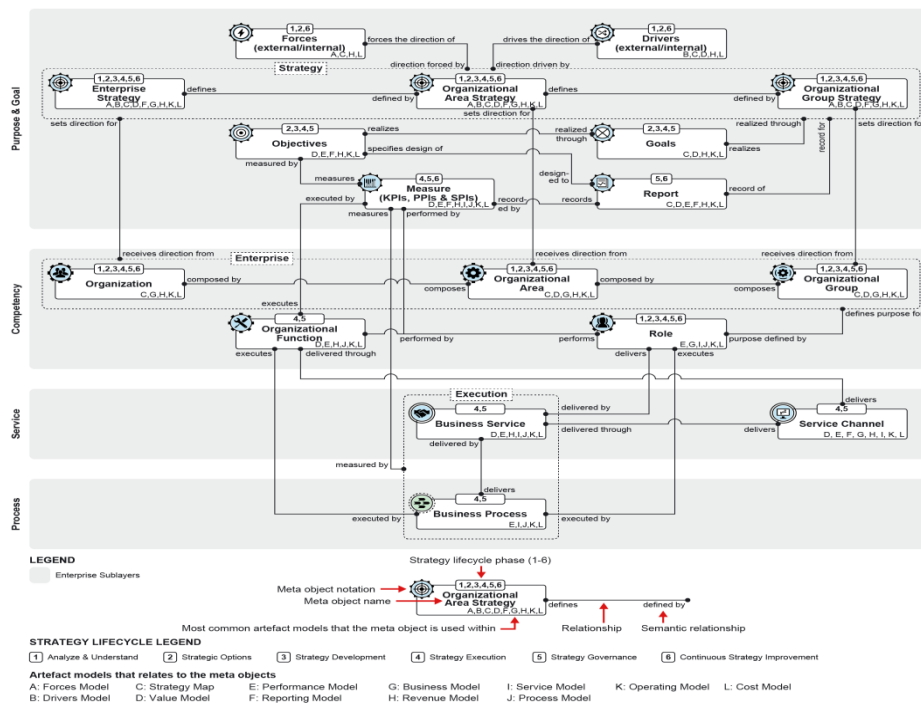 1,2,6
Forces
(external/internal)
A,C,H,L
forces the direction of
drives the direction of
1,2,6
Drivers
(external/internal)
B,C,D,H,L
Strategy
direction forced by
direction driven by
1,2,3,4,5,6
Enterprise
Strategy
A,B,C,D,F,G,H,K,L
defines
defined by
1,2,3,4,5,6
Organizational
Area Strategy
A,B,C,D,F,G,H,K,L
defines
defined by
1,2,3,4,5,6
Organizational
Group Strategy
A,B,C,D,F,G,H,K,L
sets direction for
sets direction for
realized through
record for
sets direction for
Purpose & Goal
2,3,4,5
Objectives
D,E,F,H,K,L
realizes
specifies design of
realized
through
2,3,4,5
Goals
C,D,H,K,L
realizes
measured by
measures
4,5,6
Measure
(KPIs, PPIs & SPIs)
D,E,F,H,I,J,K,L
design-
ed to
5,6
Report
C,D,E,F,H,K,L
record of
executed by
measures
performed by
record-
ed by
records
receives direction from
receives direction from
receives direction from
Enterprise
1,2,3,4,5,6
Organization
C,G,H,K,L
composed by
composes
1,2,3,4,5,6
Organizational
Area
C,D,G,H,K,L
composed by
composes
1,2,3,4,5,6
Organizational
Group
C,D,G,H,K,L
Competency
executes
defines purpose for
4,5
Organizational
Function
D,E,H,J,K,L
performed by
performs
1,2,3,4,5,6
Role
E,G,I,J,K,L
purpose defined by
executes
delivered through
delivers
executes
Service
Execution
4,5
Business Service
D,E,H,I,J,K,L
delivered by
delivered through
delivers
delivers
4,5
Service Channel
D, E, F, G, H, I, K, L
delivered by
measured by
Process
delivers
4,5
Business Process
E,I,J,K,L
executed by
executed by
LEGEND
Enterprise Sublayers
Strategy lifecycle phase (1-6)
Meta object notation
Meta object name
1,2,3,4,5,6
Organizational
Area Strategy
A,B,C,D,F,G,H,K,L
defines
defined by
Most common artefact models that the meta object is used within
Relationship
Semantic relationship
STRATEGY LIFECYCLE LEGEND
1 Analyze & Understand 2 Strategic Options 3 Strategy Development 4 Strategy Execution 5 Strategy Governance 6 Continuous Strategy Improvement
Artefact models that relates to the meta objects
A: Forces Model C: Strategy Map E: Performance Model G: Business Model I: Service Model K: Operating Model L: Cost Model
B: Drivers Model D: Value Model F: Reporting Model H: Revenue Model J: Process Model